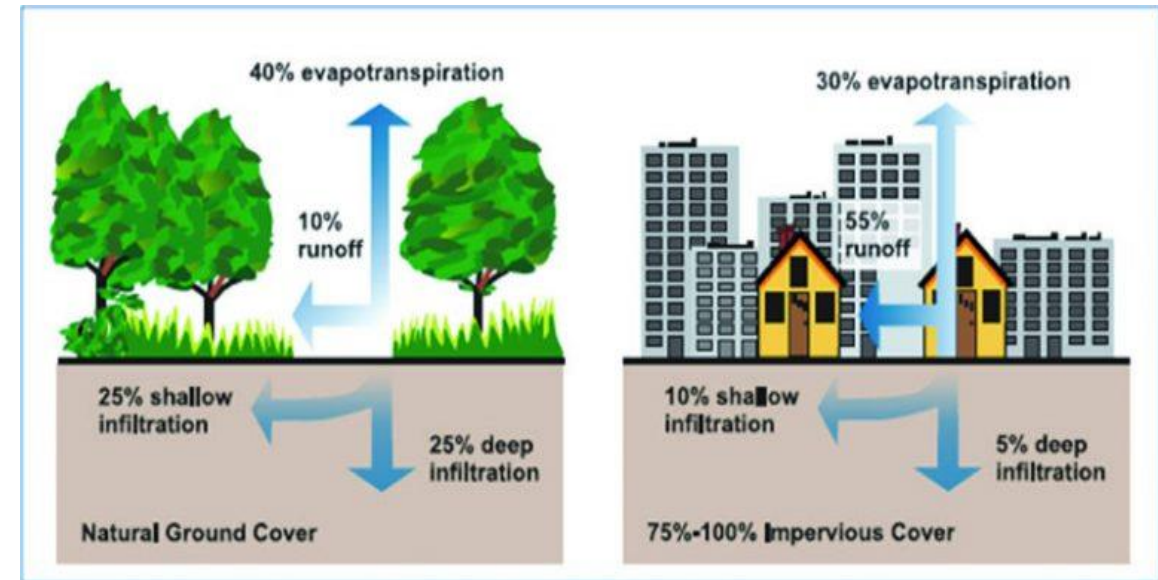 40% evapotranspiration
10%
runoff
25% shallow
infiltration
25% deep
infiltration
Natural Ground Cover
30% evapotranspiration
55%
runoff
10% shallow
infiltration
5% deep
infiltration
75%-100% Impervious Cover